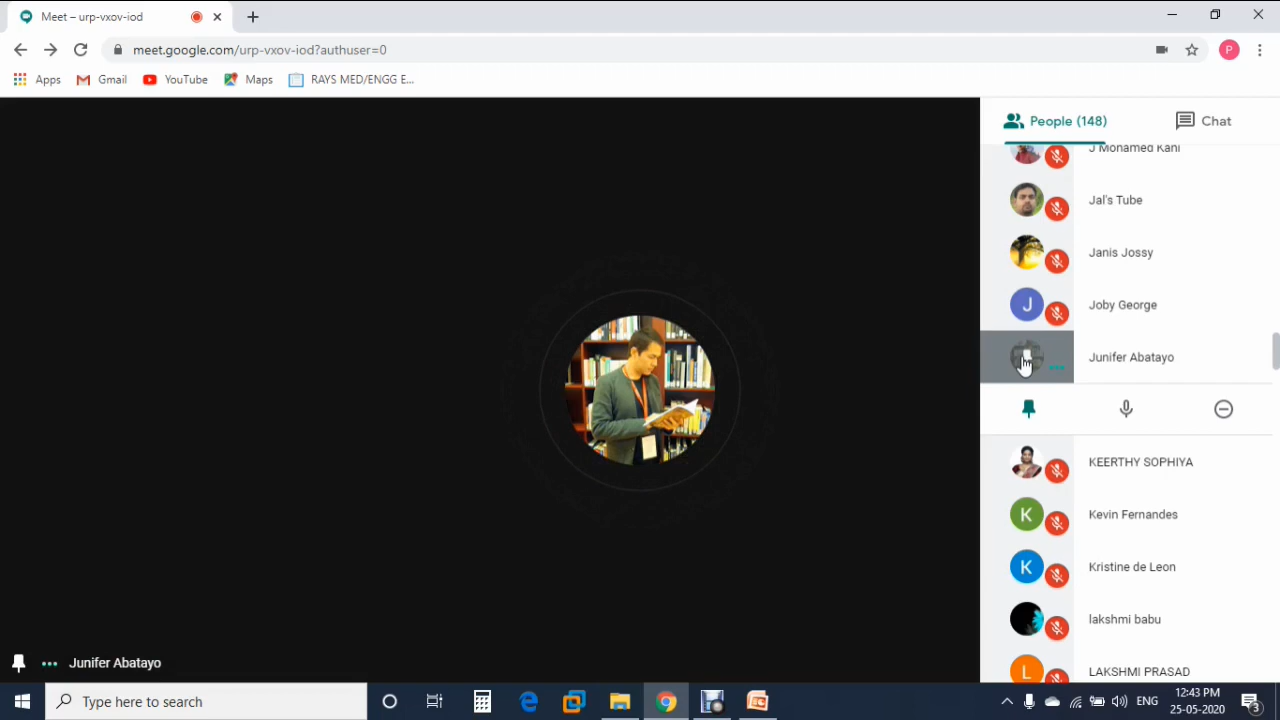 Meet – urp-vxov-iod
meet.google.com/urp-vxov-iod?authuser=0
P
Apps
Gmail
YouTube
Maps
RAYS MED/ENGG E...
People (148)
Chat
J Mohamed Kani
Jal's Tube
Janis Jossy
J
Joby George
Junifer Abatayo
KEERTHY SOPHIYA
K
Kevin Fernandes
K
Kristine de Leon
lakshmi babu
L
LAKSHMI PRASAD
Junifer Abatayo
Type here to search
ENG
12:43 PM
25-05-2020
3